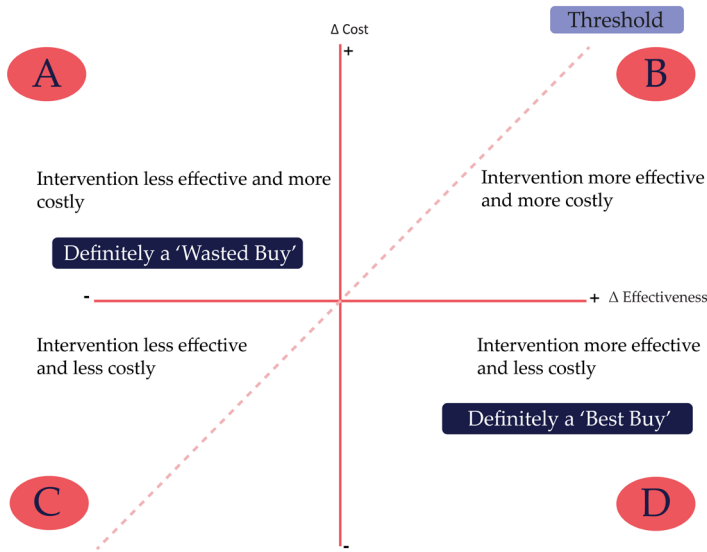 Threshold
Δ Cost
+
A
B
Intervention less effective and more
costly
Intervention more effective
and more costly
Definitely a ‘Wasted Buy’
-
+ Δ Effectiveness
Intervention less effective
and less costly
Intervention more effective
and less costly
Definitely a ‘Best Buy’
C
D
-